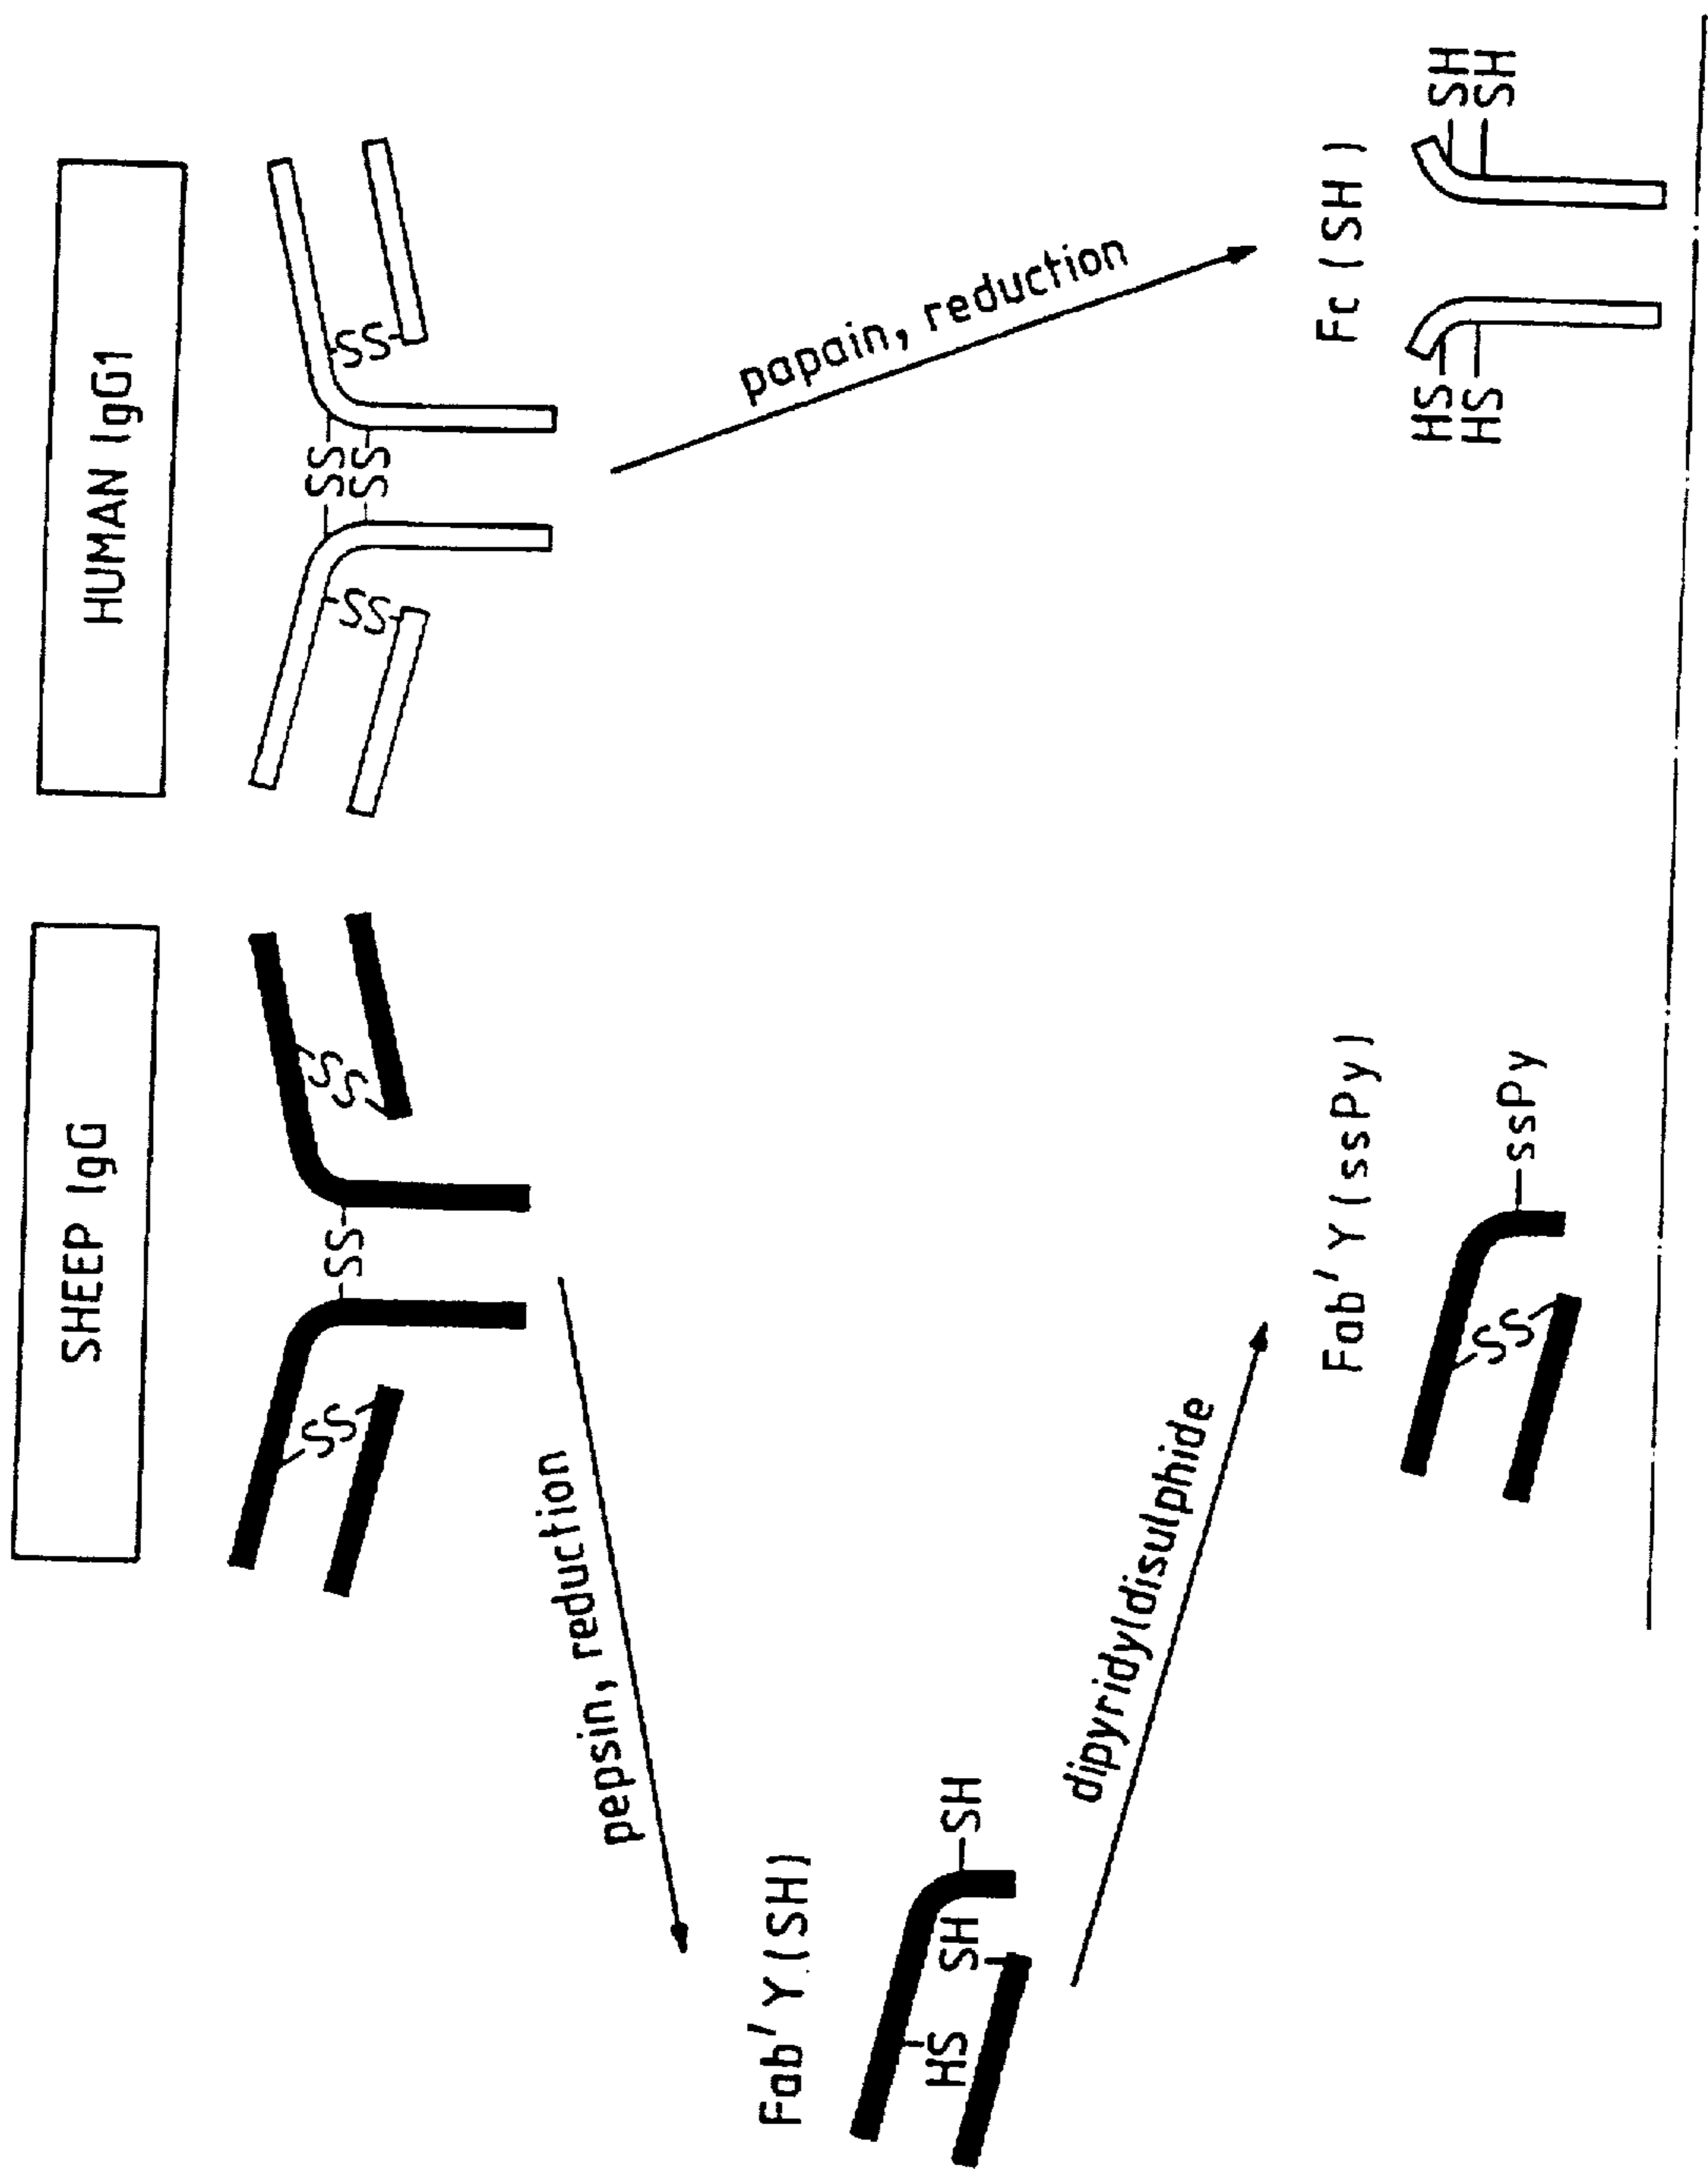 SHEEP IgG
HUMAN IgG1
SS
SS
SS
SS
SS
SS
SS
pepsin, reduction
papain, reduction
Fab'Y(SH)
HS
SH
SH
dipyridyldisulphide
Fab'Y(ssPy)
SS
ssPy
Fc (SH)
HS
HS
SH
SH